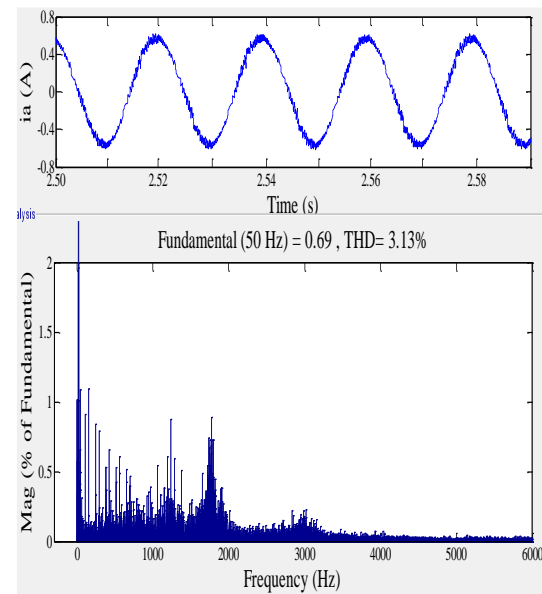 0.8
0.4
0
-0.4
-0.8
ia (A)
2.50 2.52 2.54 2.56 2.58
Time (s)
alysis
Fundamental (50 Hz) = 0.69 , THD= 3.13%
2
1.5
1
0.5
0
Mag (% of Fundamental)
0 1000 2000 3000 4000 5000 6000
Frequency (Hz)